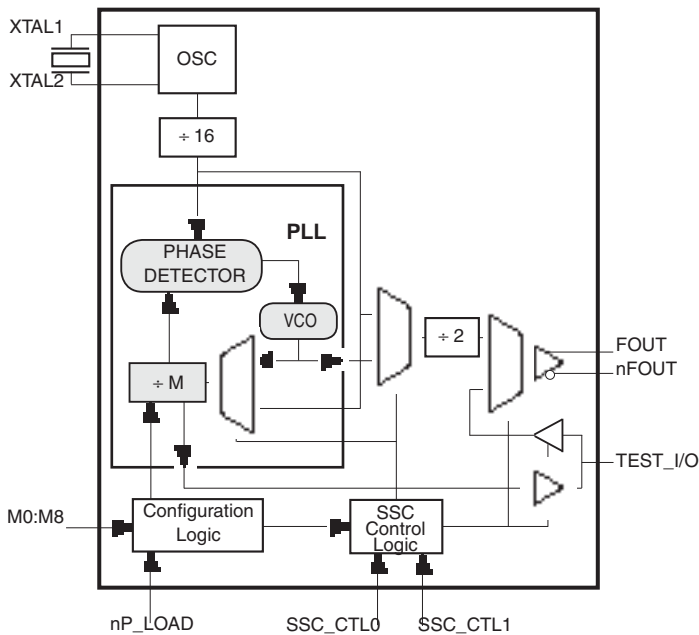 XTAL1
OSC
XTAL2
÷ 16
PLL
PHASE
DETECTOR
VCO
÷ 2
FOUT
nFOUT
÷ M
TEST_I/O
M0:M8
Configuration
Logic
SSC
Control
Logic
nP_LOAD
SSC_CTL0
SSC_CTL1